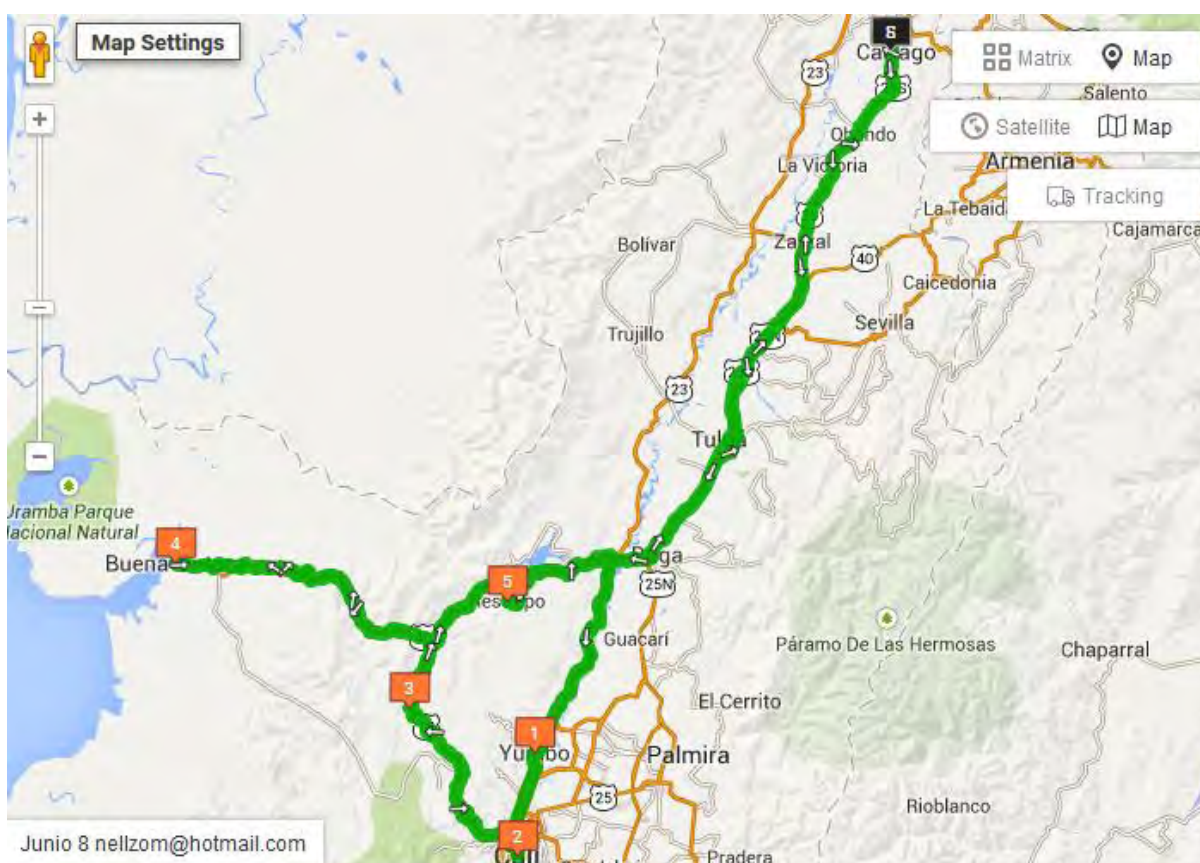 Map Settings
6
Cartago
23
Matrix
Map
Salento
Satellite
Map
Obando
La Victoria
Armenia
Tracking
La Tebaida
Cajamarca
Bolívar
Zarzal
40
Caicedonia
Sevilla
Trujillo
23
Tuluá
Uramba Parque
Nacional Natural
4
Buena
Buga
5
25N
Guacarí
Páramo De Las Hermosas
Chaparral
3
El Cerrito
1
Yumbo
Palmira
25
Rioblanco
2
Cali
Pradera
Junio 8 nellzom@hotmail.com